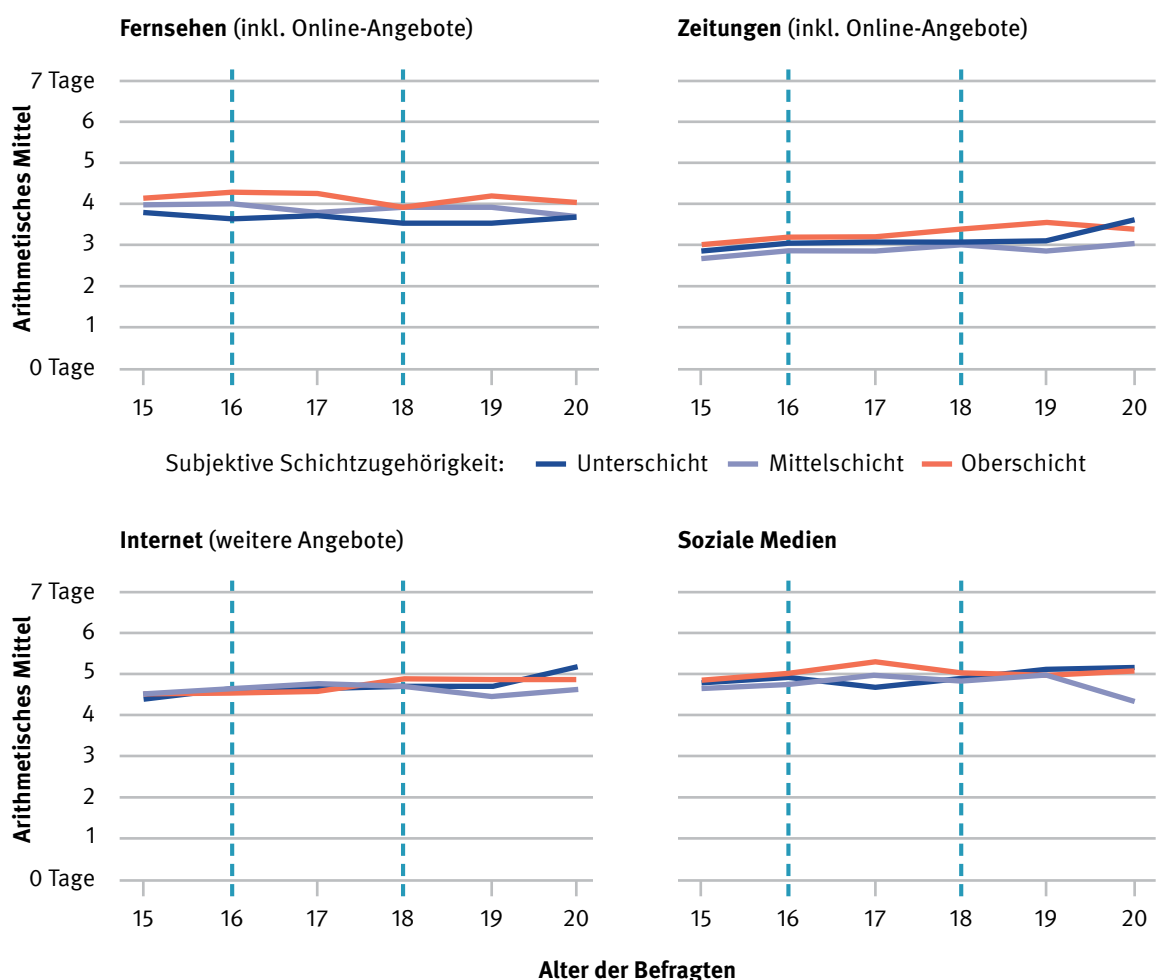 Fernsehen (inkl. Online-Angebote)
Zeitungen (inkl. Online-Angebote)
Arithmetisches Mittel
7 Tage
6
5
4
3
2
1
0 Tage
15 16 17 18 19 20
15 16 17 18 19 20
Subjektive Schichtzugehörigkeit: Unterschicht Mittelschicht Oberschicht
Internet (weitere Angebote)
Soziale Medien
Arithmetisches Mittel
7 Tage
6
5
4
3
2
1
0 Tage
15 16 17 18 19 20
15 16 17 18 19 20
Alter der Befragten